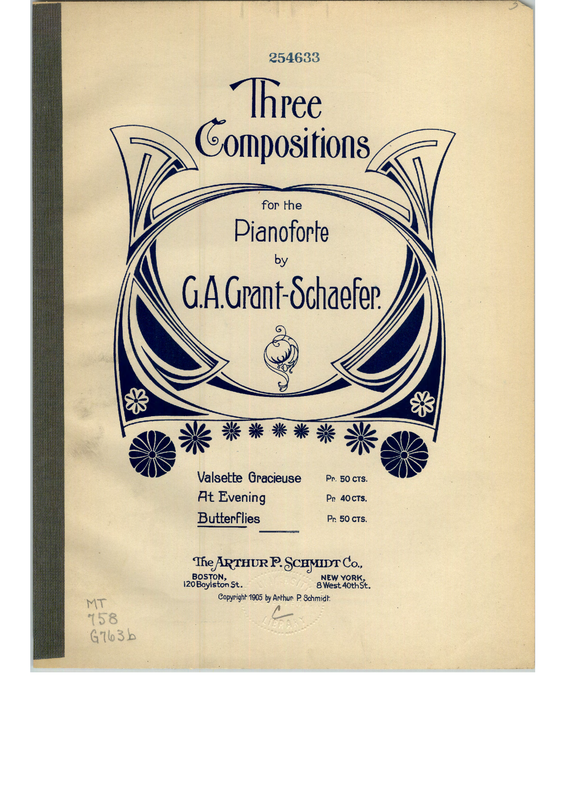 254633
Three
Compositions
for the
Pianoforte
by
G.A.Grant-Schaefer.
Valsette Gracieuse Pr. 50 CTS.
At Evening Pr. 40 CTS.
Butterflies Pr. 50 CTS.
The ARTHUR P. SCHMIDT Co.,
BOSTON, NEW YORK,
120 Boylston St. 8 West 40th St.
Copyright 1905 by Arthur P. Schmidt.
C
MT
758
G763b